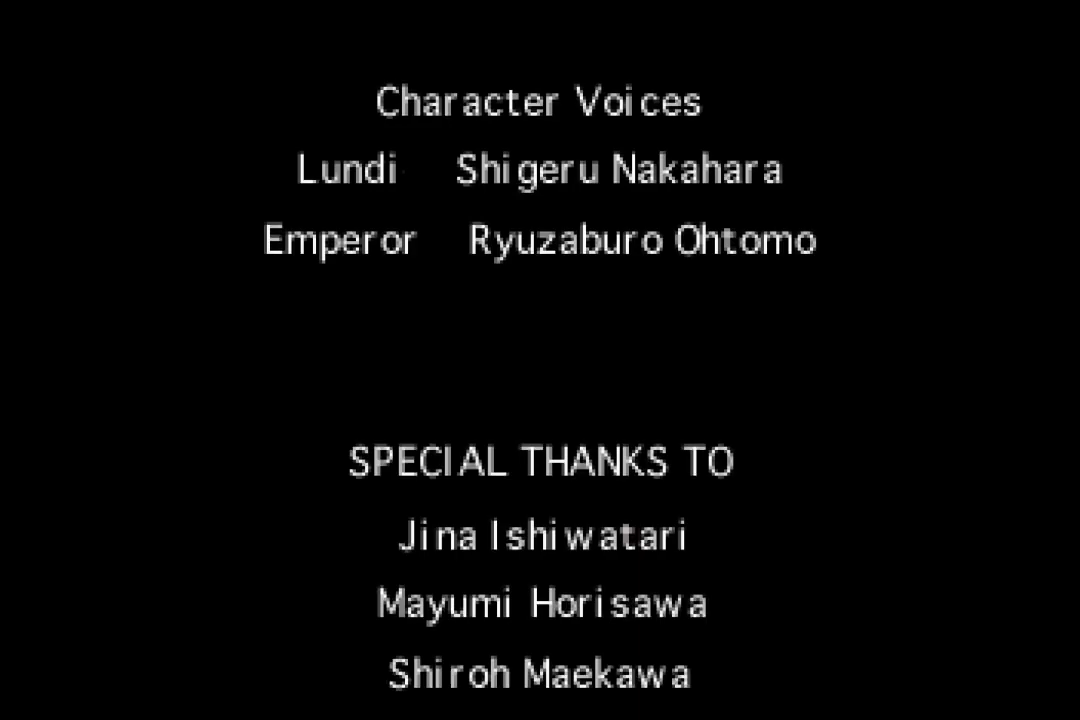 Character Voices
Lundi Shigeru Nakahara
Emperor Ryuzaburo Ohtomo
SPECIAL THANKS TO
Jina Ishiwatari
Mayumi Horisawa
Shiroh Maekawa